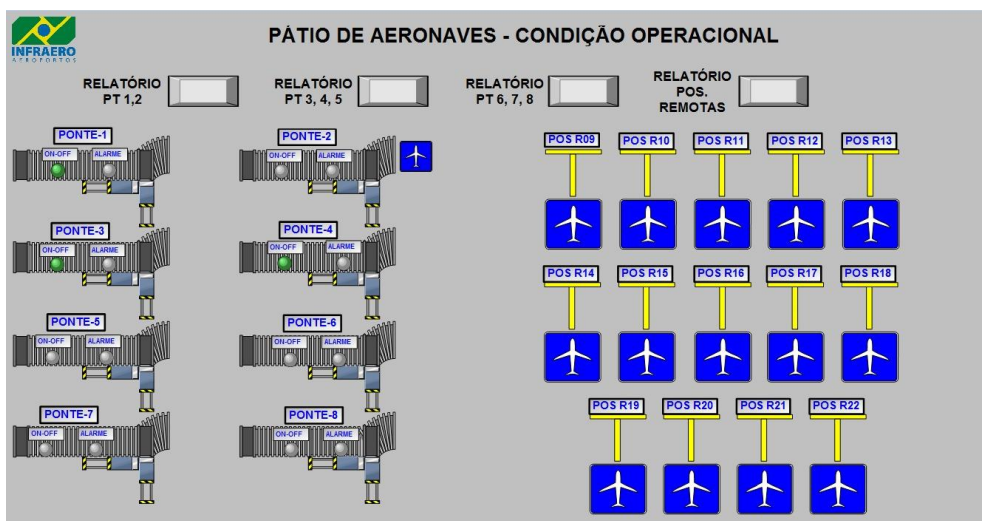 INFRAERO
AEROPORTOS
PÁTIO DE AERONAVES - CONDIÇÃO OPERACIONAL
RELATÓRIO
PT 1,2
RELATÓRIO
PT 3, 4, 5
RELATÓRIO
PT 6, 7, 8
RELATÓRIO
POS.
REMOTAS
PONTE-1
ON-OFF ALARME
PONTE-2
ON-OFF ALARME
PONTE-3
ON-OFF ALARME
PONTE-4
ON-OFF ALARME
PONTE-5
ON-OFF ALARME
PONTE-6
ON-OFF ALARME
PONTE-7
ON-OFF ALARME
PONTE-8
ON-OFF ALARME
POS R09 POS R10 POS R11 POS R12 POS R13
POS R14 POS R15 POS R16 POS R17 POS R18
POS R19 POS R20 POS R21 POS R22